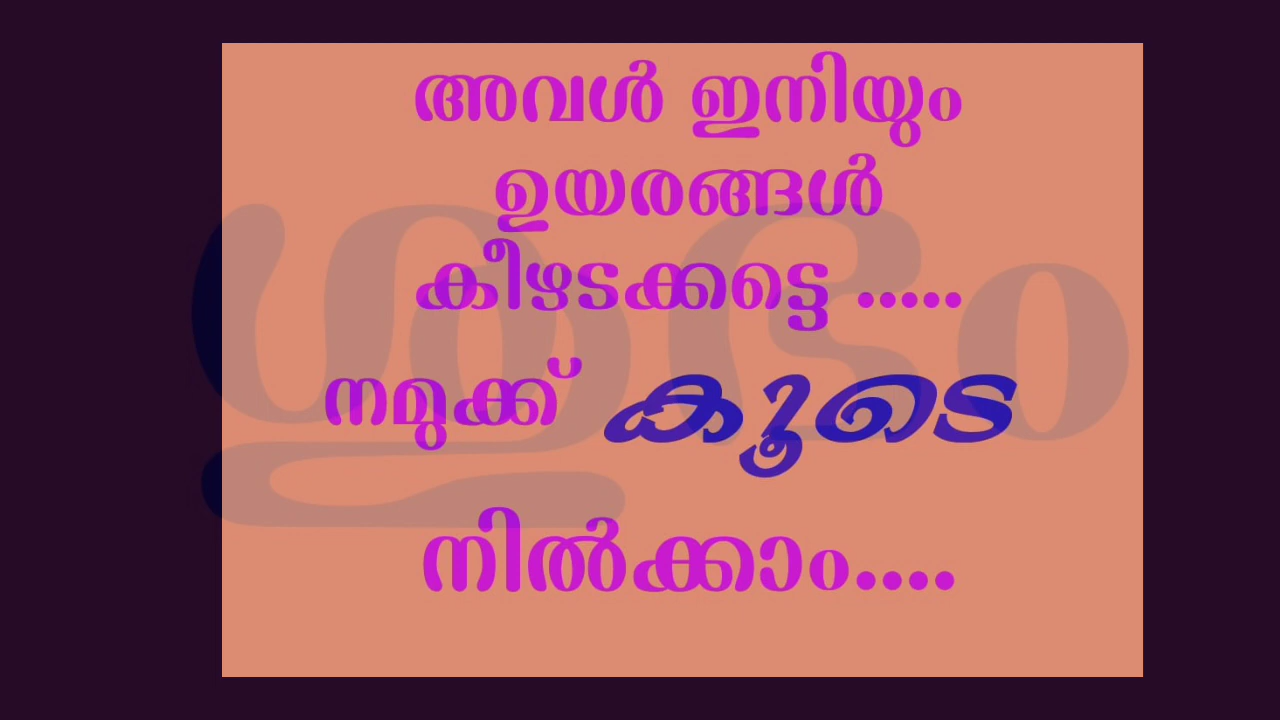 അവൾ ഇനിയും
ഉയരങ്ങൾ
കീഴടക്കട്ടെ .....
നമുക്ക് കൂടെ
നിൽക്കാം....
ശുഭം